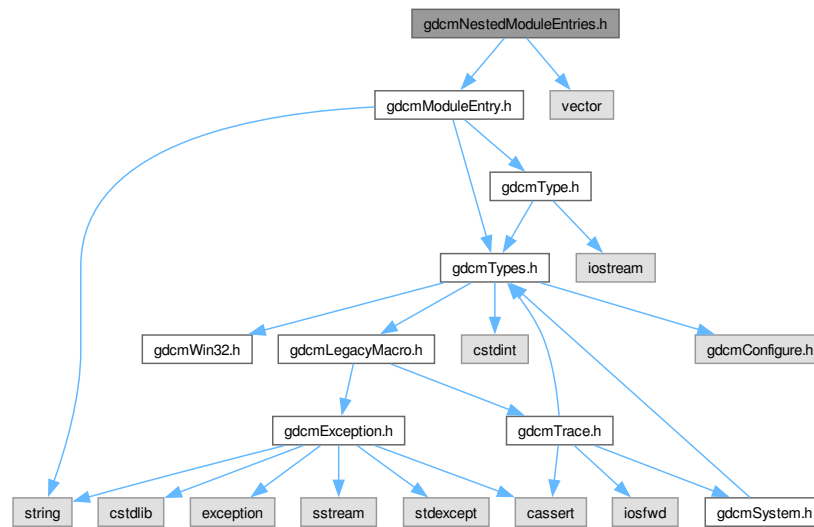 gdcmNestedModuleEntries.h
gdcmModuleEntry.h
vector
gdcmType.h
gdcmTypes.h
iostream
gdcmWin32.h
gdcmLegacyMacro.h
cstdint
gdcmConfigure.h
gdcmException.h
gdcmTrace.h
string
cstdlib
exception
sstream
stdexcept
cassert
iosfwd
gdcmSystem.h